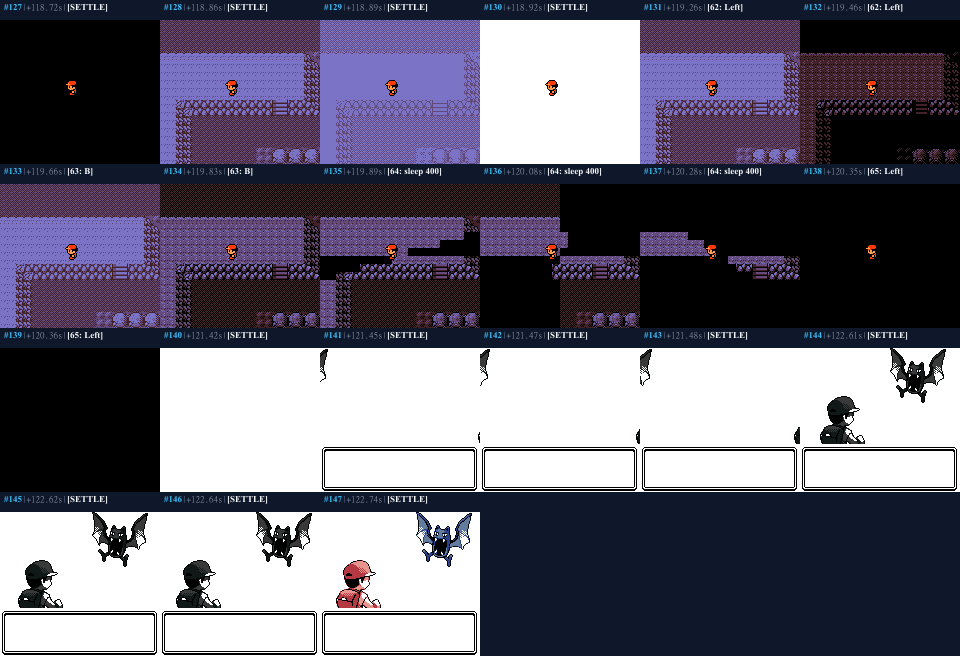 #127|+118.72s|[SETTLE]
#128|+118.86s|[SETTLE]
#129|+118.89s|[SETTLE]
#130|+118.92s|[SETTLE]
#131|+119.26s|[62: Left]
#132|+119.46s|[62: Left]
#133|+119.66s|[63: B]
#134|+119.83s|[63: B]
#135|+119.89s|[64: sleep 400]
#136|+120.08s|[64: sleep 400]
#137|+120.28s|[64: sleep 400]
#138|+120.35s|[65: Left]
#139|+120.36s|[65: Left]
#140|+121.42s|[SETTLE]
#141|+121.45s|[SETTLE]
#142|+121.47s|[SETTLE]
#143|+121.48s|[SETTLE]
#144|+122.61s|[SETTLE]
#145|+122.62s|[SETTLE]
#146|+122.64s|[SETTLE]
#147|+122.74s|[SETTLE]